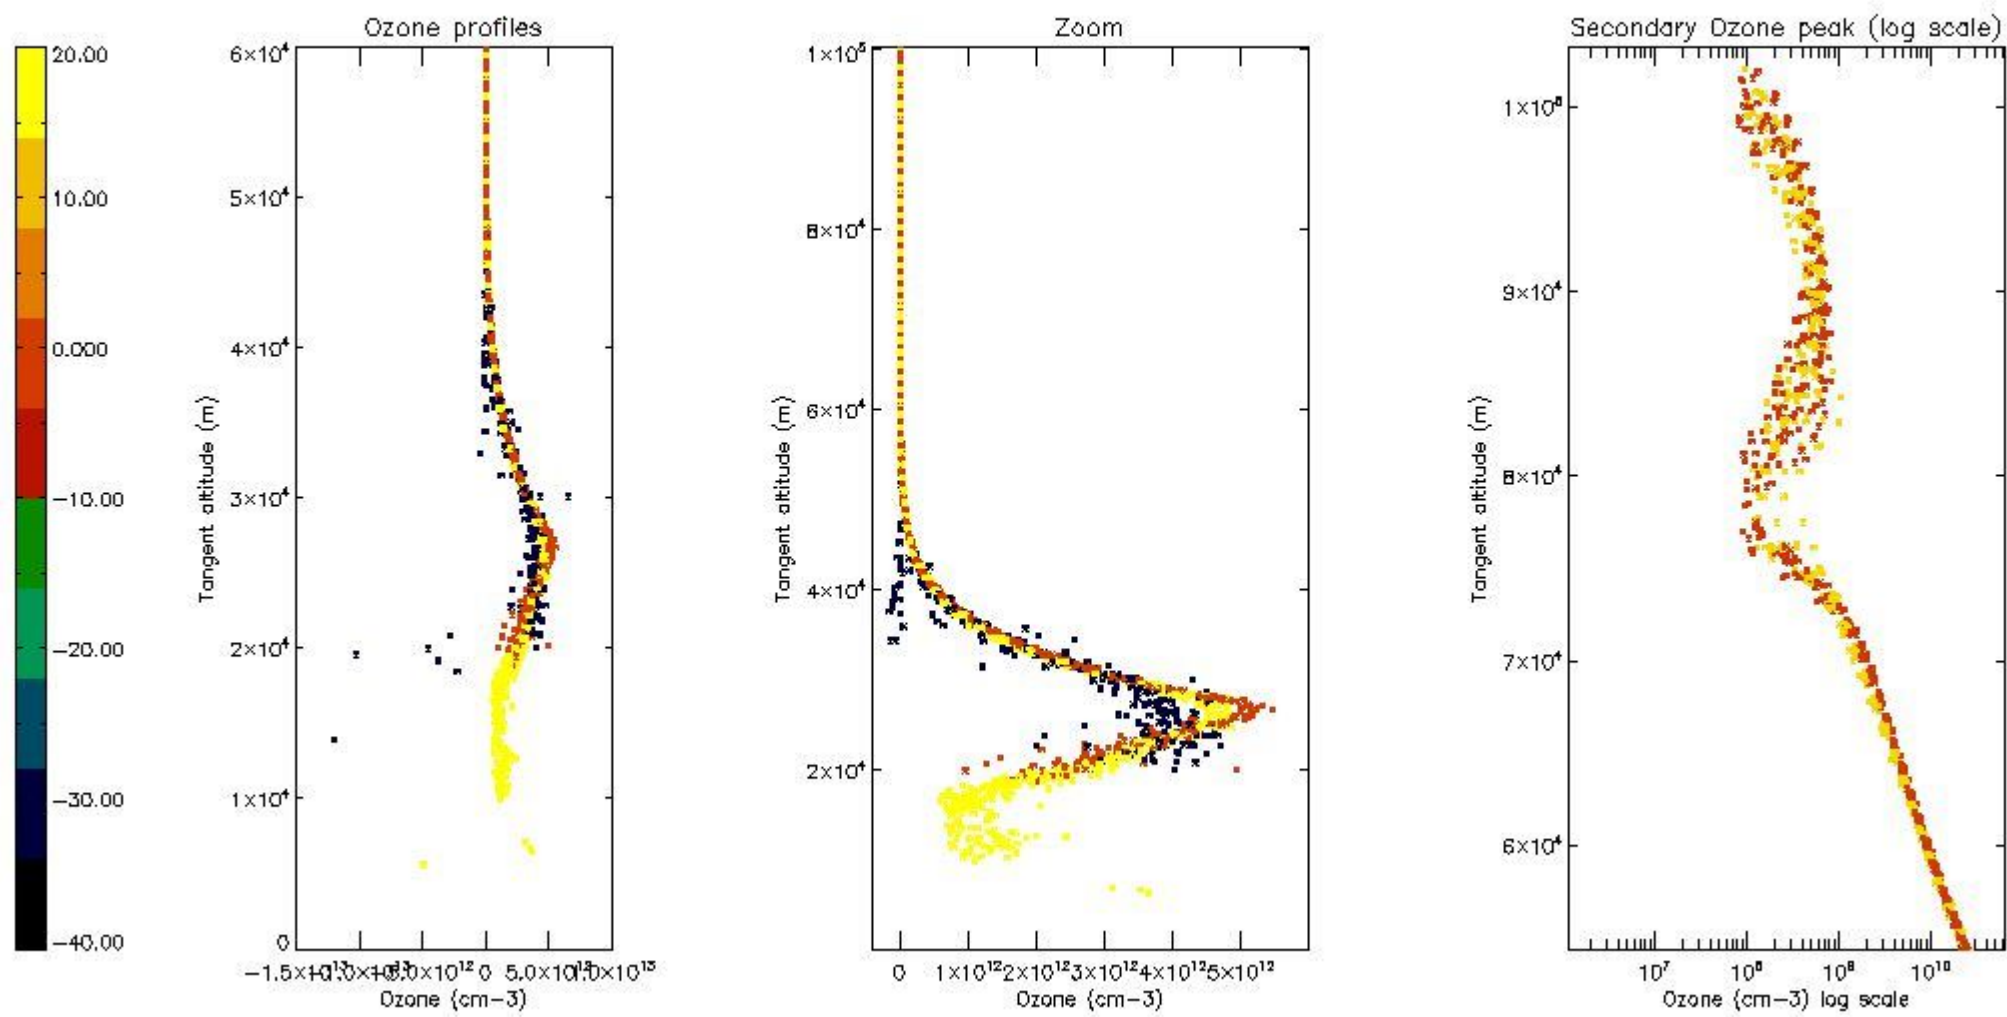 Ozone profiles
Zoom
Secondary Ozone peak (log scale)
20.00
10.00
0.000
−10.00
−20.00
−30.00
−40.00
Tangent altitude (m)
6×10⁴
5×10⁴
4×10⁴
3×10⁴
2×10⁴
1×10⁴
0
0
Ozone (cm−3)
Tangent altitude (m)
1×10⁵
8×10⁴
6×10⁴
4×10⁴
2×10⁴
0 1×10¹² 2×10¹² 3×10¹² 4×10¹² 5×10¹²
Ozone (cm−3)
Tangent altitude (m)
9×10⁴
8×10⁴
7×10⁴
6×10⁴
10⁷ 10⁸ 10⁹ 10¹⁰
Ozone (cm−3) log scale